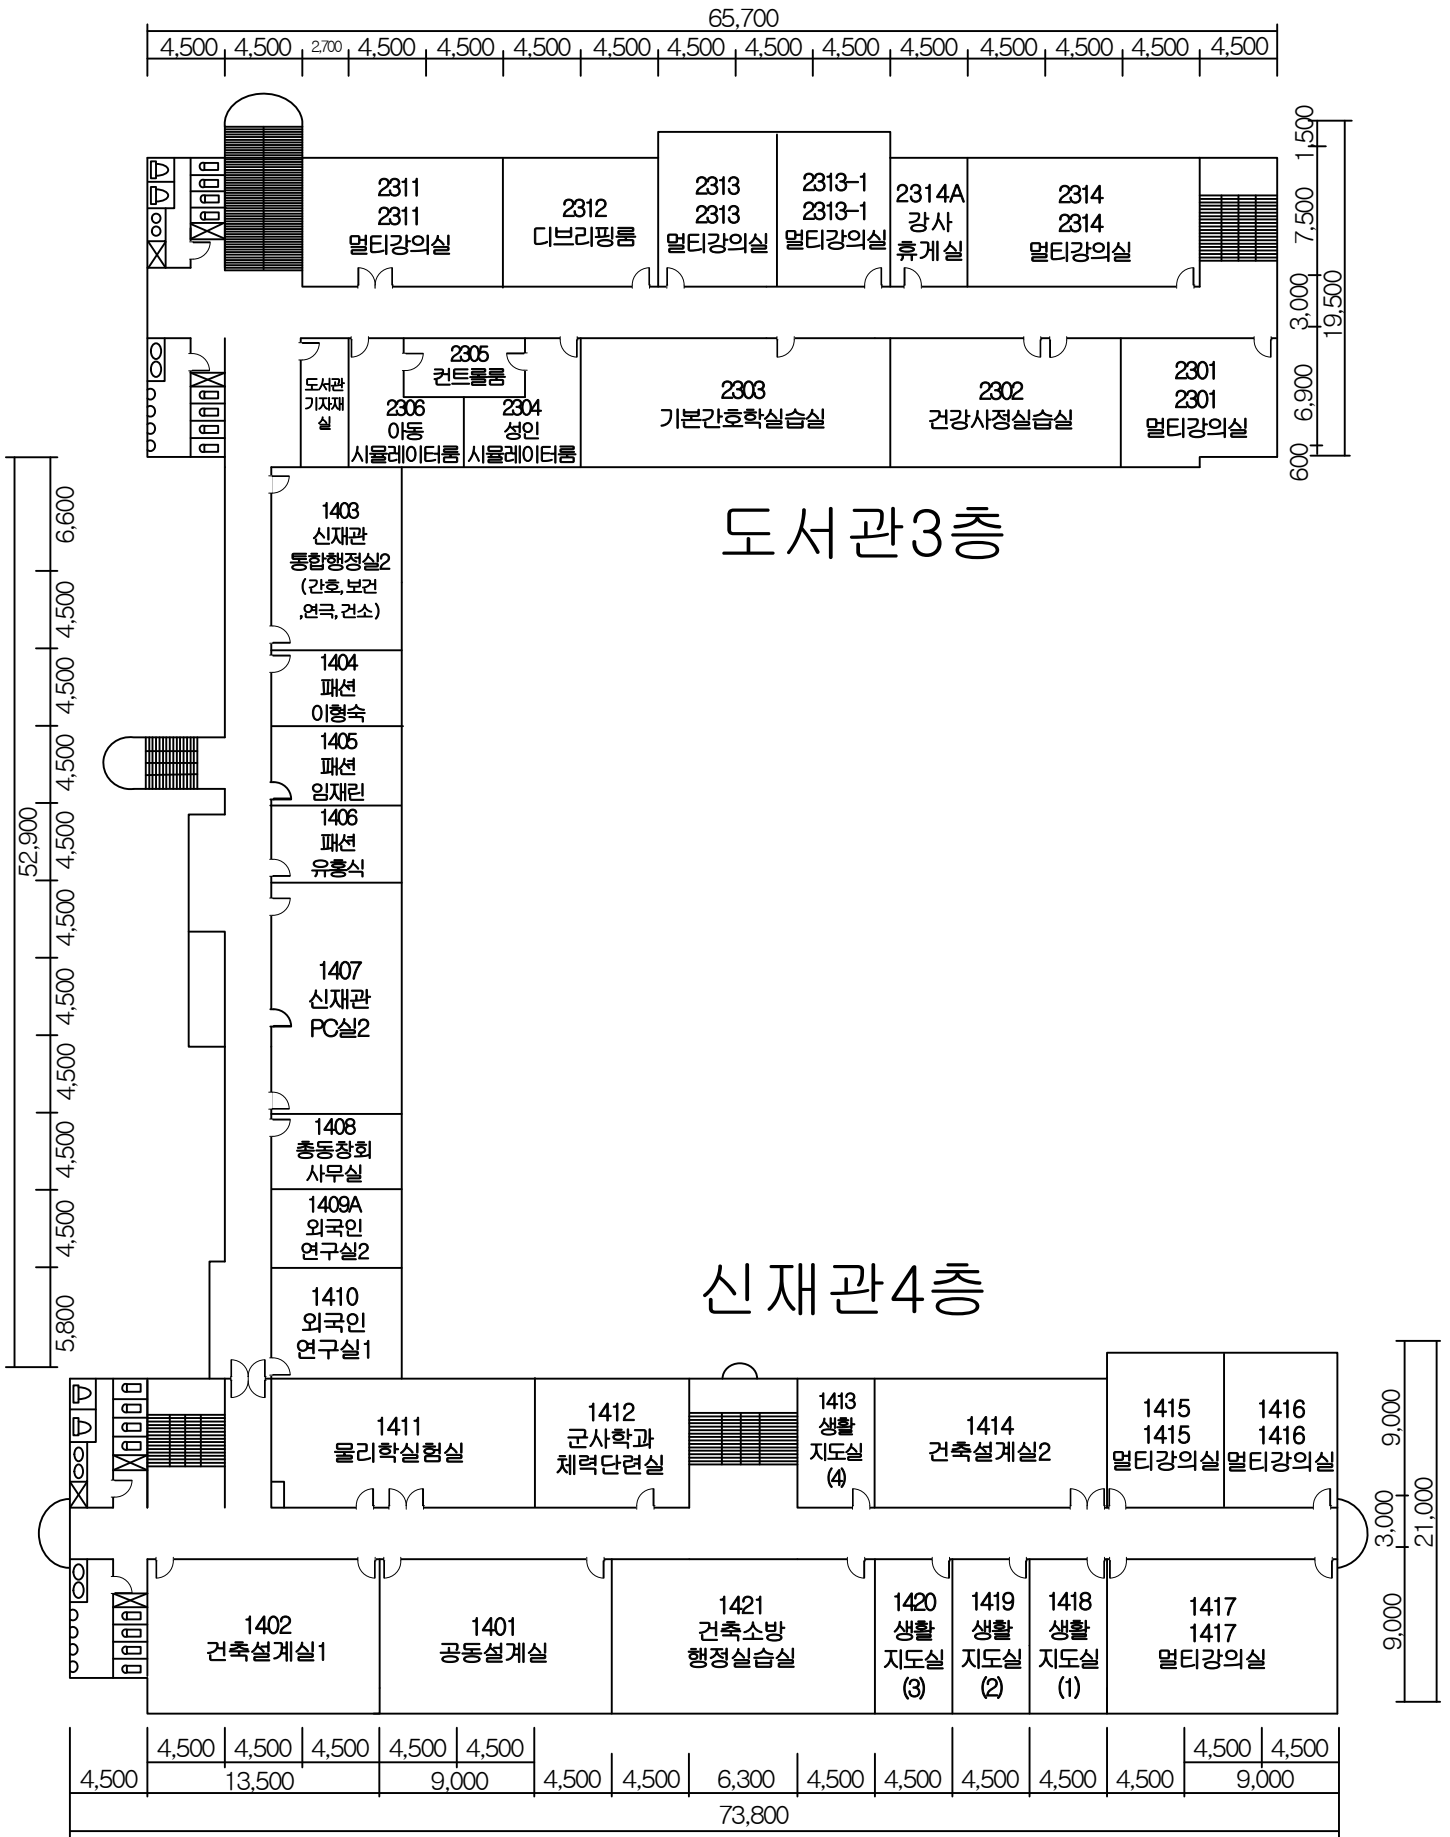 65,700
4,500 4,500 2,700 4,500 4,500 4,500 4,500 4,500 4,500 4,500 4,500 4,500 4,500 4,500 4,500
1,500
7,500
3,000
19,500
6,900
600
2311
2311
멀티강의실
2312
디브리핑룸
2313
2313
멀티강의실
2313-1
2313-1
멀티강의실
2314A
강사
휴게실
2314
2314
멀티강의실
도서관
기자재
실
2305
컨트롤룸
2306
아동
시뮬레이터룸
2304
성인
시뮬레이터룸
2303
기본간호학실습실
2302
건강사정실습실
2301
2301
멀티강의실
도서관3층
52,900
6,600
4,500
4,500
4,500
4,500
4,500
4,500
4,500
4,500
4,500
5,800
1403
신재관
통합행정실2
(간호,보건
,연극,건소)
1404
패션
이형숙
1405
패션
임재린
1406
패션
유홍식
1407
신재관
PC실2
1408
총동창회
사무실
1409A
외국인
연구실2
1410
외국인
연구실1
신재관4층
1411
물리학실험실
1412
군사학과
체력단련실
1413
생활
지도실
(4)
1414
건축설계실2
1415
1415
멀티강의실
1416
1416
멀티강의실
9,000
3,000
21,000
9,000
1402
건축설계실1
1401
공동설계실
1421
건축소방
행정실습실
1420
생활
지도실
(3)
1419
생활
지도실
(2)
1418
생활
지도실
(1)
1417
1417
멀티강의실
4,500 4,500 4,500 4,500 4,500 4,500 4,500
4,500 13,500 9,000 4,500 4,500 6,300 4,500 4,500 4,500 4,500 4,500 9,000
73,800